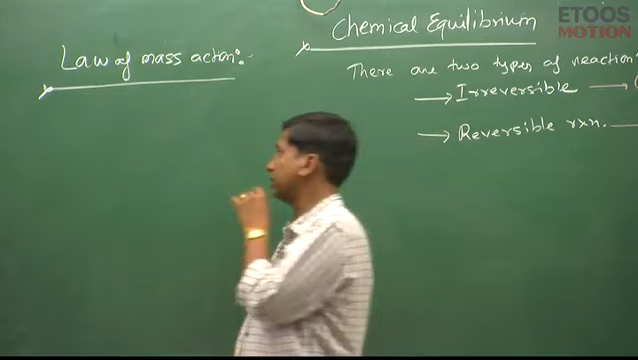 Law of mass action:-
Chemical Equilibrium
There are two types of reaction:
→ Irreversible →
→ Reversible rxn. —
ETOOS
MOTION